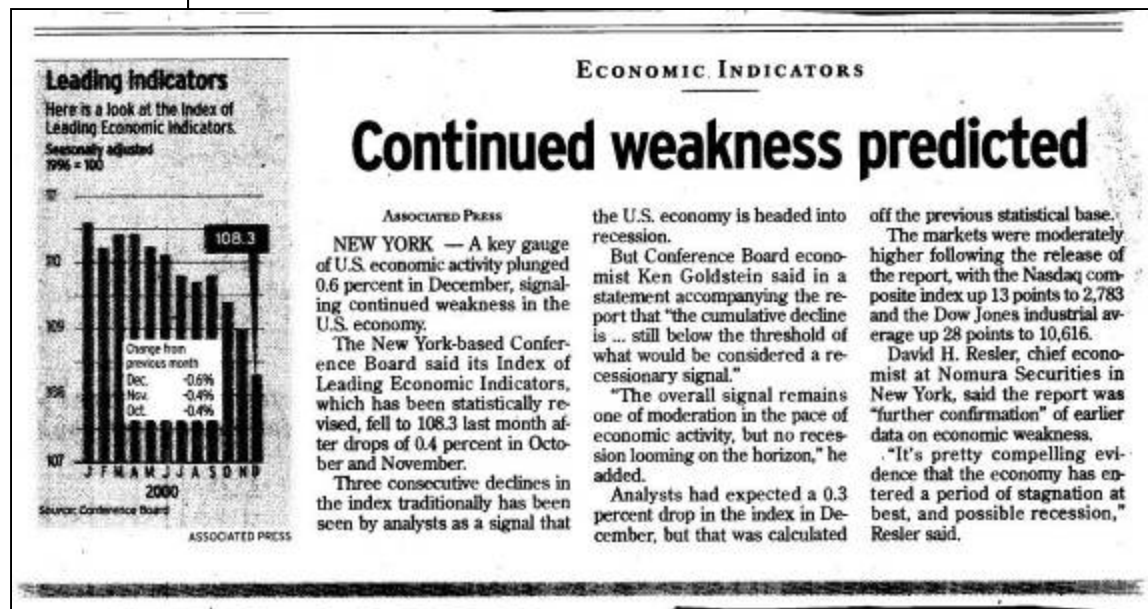 ECONOMIC INDICATORS
Continued weakness predicted
Leading Indicators
Here is a look at the Index of
Leading Economic Indicators.
Seasonally adjusted
1996 = 100
108.3
110
109
108
107
Change from
previous month
Dec. -0.6%
Nov. -0.4%
Oct. -0.4%
J F M A M J J A S O N D
2000
Source: Conference Board
ASSOCIATED PRESS
ASSOCIATED PRESS
NEW YORK — A key gauge
of U.S. economic activity plunged
0.6 percent in December, signal-
ing continued weakness in the
U.S. economy.
The New York-based Confer-
ence Board said its Index of
Leading Economic Indicators,
which has been statistically re-
vised, fell to 108.3 last month af-
ter drops of 0.4 percent in Octo-
ber and November.
Three consecutive declines in
the index traditionally has been
seen by analysts as a signal that
the U.S. economy is headed into
recession.
But Conference Board econo-
mist Ken Goldstein said in a
statement accompanying the re-
port that "the cumulative decline
is ... still below the threshold of
what would be considered a re-
cessionary signal."
"The overall signal remains
one of moderation in the pace of
economic activity, but no reces-
sion looming on the horizon," he
added.
Analysts had expected a 0.3
percent drop in the index in De-
cember, but that was calculated
off the previous statistical base.
The markets were moderately
higher following the release of
the report, with the Nasdaq com-
posite index up 13 points to 2,783
and the Dow Jones industrial av-
erage up 28 points to 10,616.
David H. Resler, chief econo-
mist at Nomura Securities in
New York, said the report was
"further confirmation" of earlier
data on economic weakness.
"It's pretty compelling evi-
dence that the economy has en-
tered a period of stagnation at
best, and possible recession,"
Resler said.